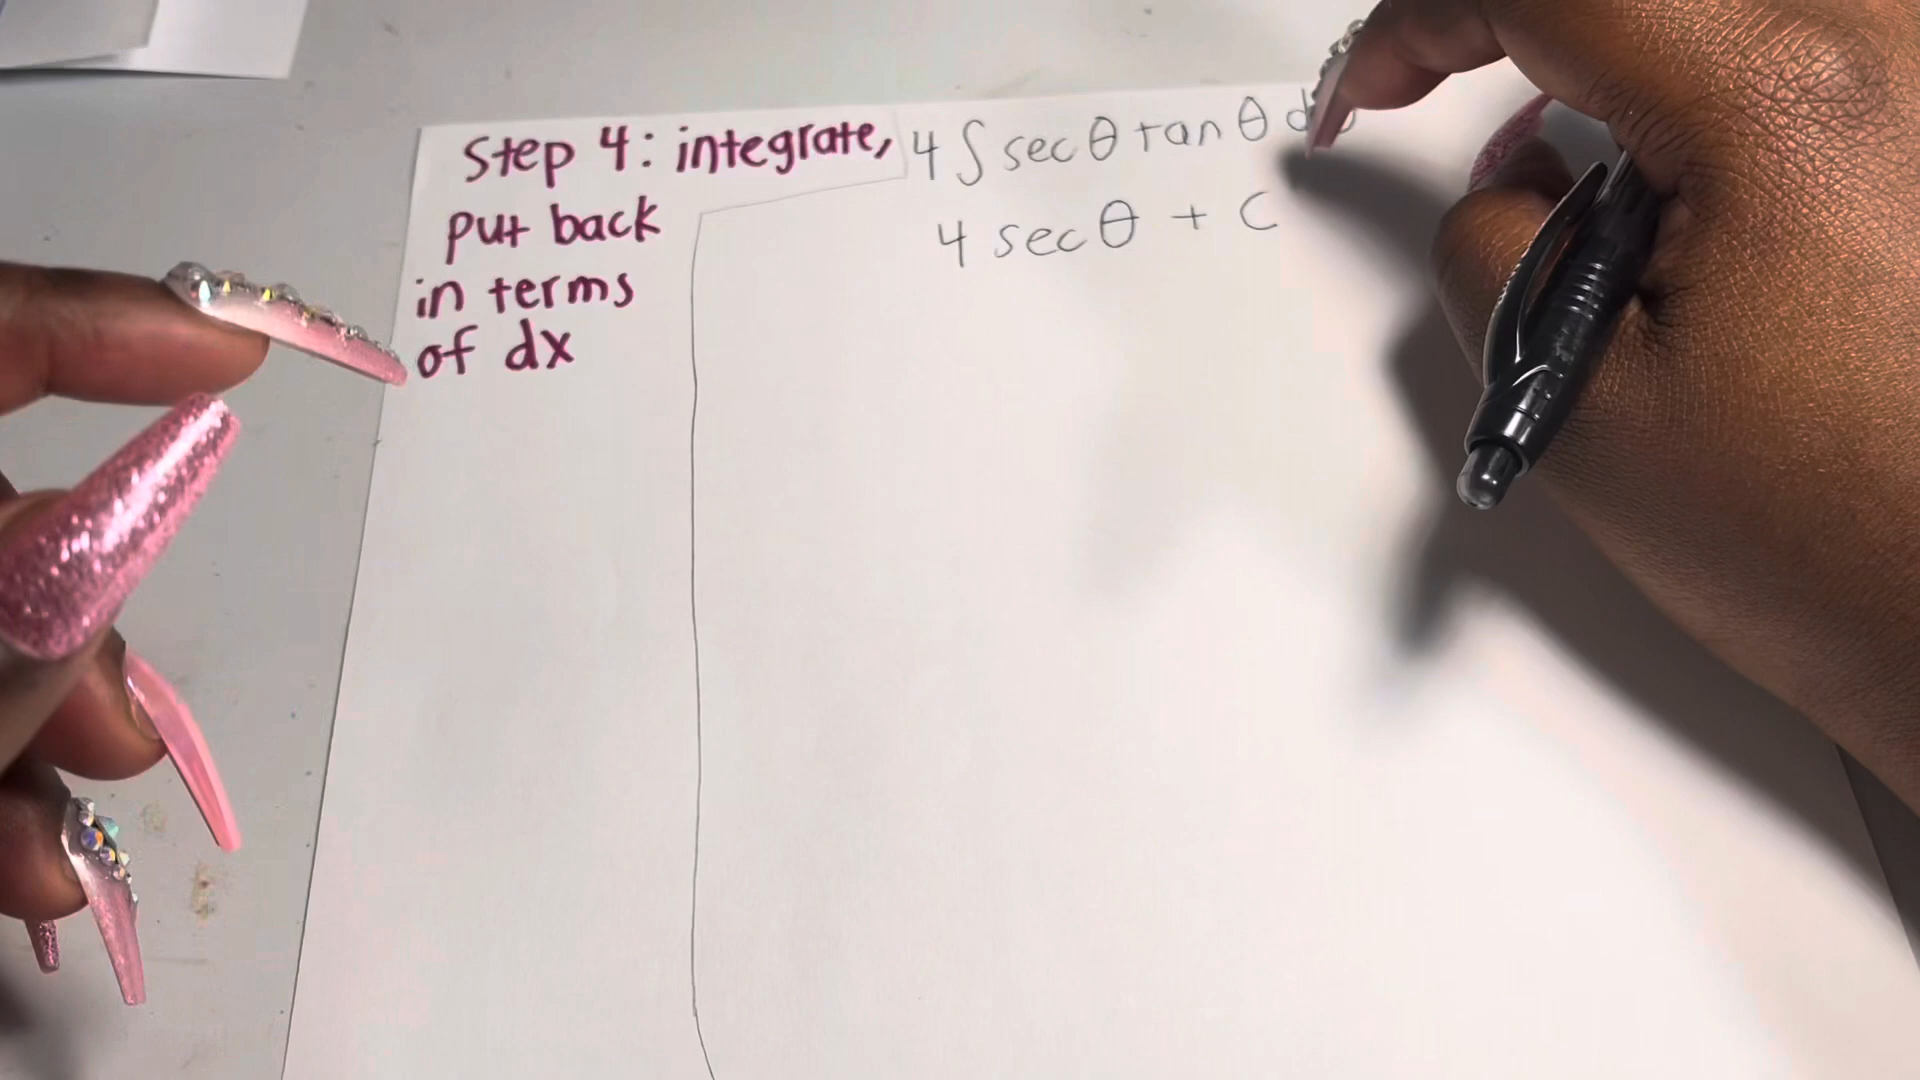 Step 4: integrate,
put back
in terms
of dx
4 ∫ sec θ tan θ
4 sec θ + C